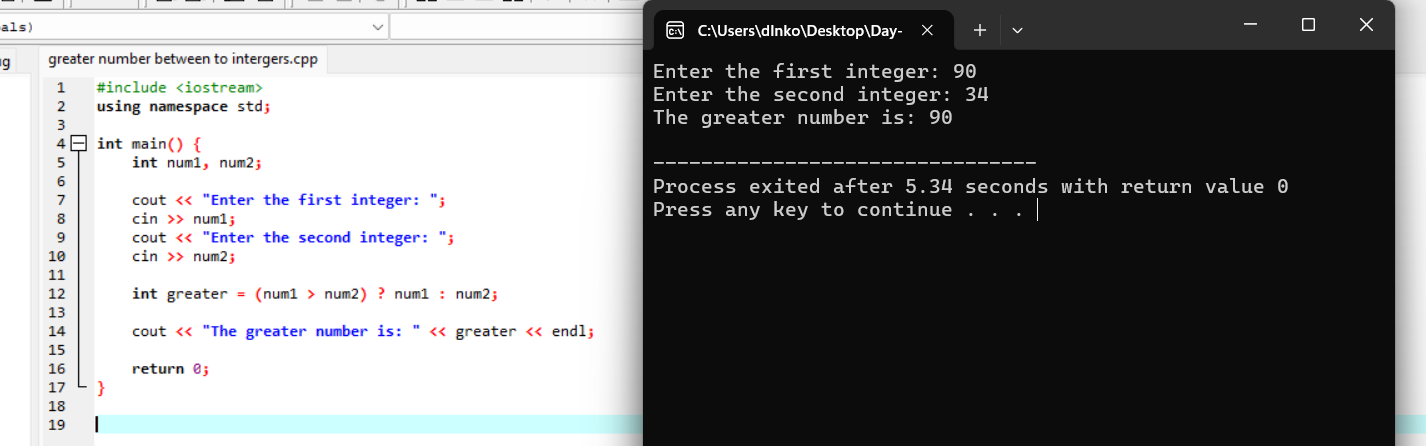 als)
g
greater number between to intergers.cpp
1 #include <iostream>
2 using namespace std;
3
4 int main() {
5 int num1, num2;
6
7 cout << "Enter the first integer: ";
8 cin >> num1;
9 cout << "Enter the second integer: ";
10 cin >> num2;
11
12 int greater = (num1 > num2) ? num1 : num2;
13
14 cout << "The greater number is: " << greater << endl;
15
16 return 0;
17 }
18
19
C:\Users\dlnko\Desktop\Day-
Enter the first integer: 90
Enter the second integer: 34
The greater number is: 90
--------------------------------
Process exited after 5.34 seconds with return value 0
Press any key to continue . . .